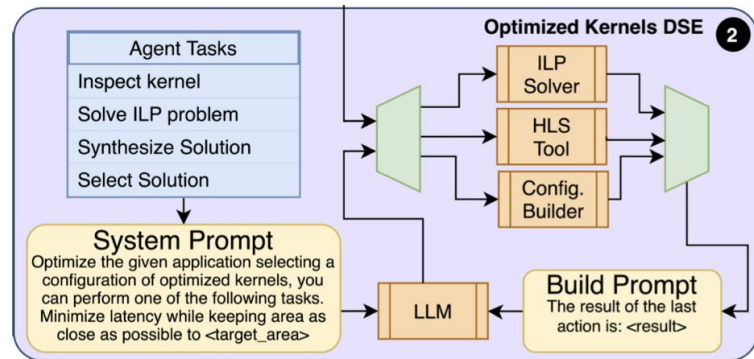 Optimized Kernels DSE
2
Agent Tasks
Inspect kernel
Solve ILP problem
Synthesize Solution
Select Solution
ILP
Solver
HLS
Tool
Config.
Builder
System Prompt
Optimize the given application selecting a
configuration of optimized kernels, you
can perform one of the following tasks.
Minimize latency while keeping area as
close as possible to <target_area>
LLM
Build Prompt
The result of the last
action is: <result>